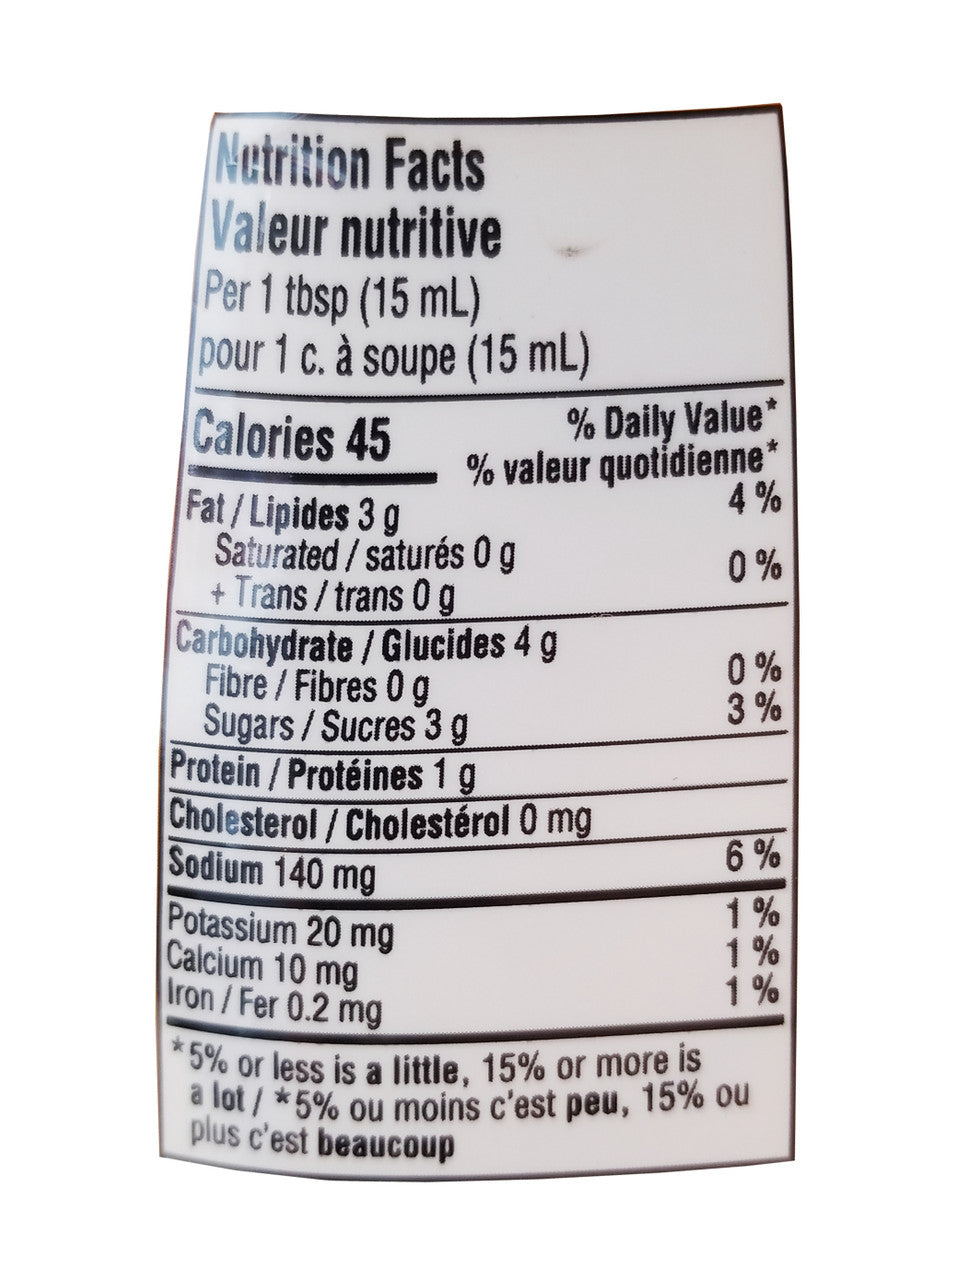 Nutrition Facts
Valeur nutritive
Per 1 tbsp (15 mL)
pour 1 c. à soupe (15 mL)
Calories 45
% Daily Value*
% valeur quotidienne*
Fat / Lipides 3 g 4 %
Saturated / saturés 0 g
+ Trans / trans 0 g 0 %
Carbohydrate / Glucides 4 g
Fibre / Fibres 0 g 0 %
Sugars / Sucres 3 g 3 %
Protein / Protéines 1 g
Cholesterol / Cholestérol 0 mg
Sodium 140 mg 6 %
Potassium 20 mg 1 %
Calcium 10 mg 1 %
Iron / Fer 0.2 mg 1 %
*5% or less is a little, 15% or more is
a lot / *5% ou moins c'est peu, 15% ou
plus c'est beaucoup